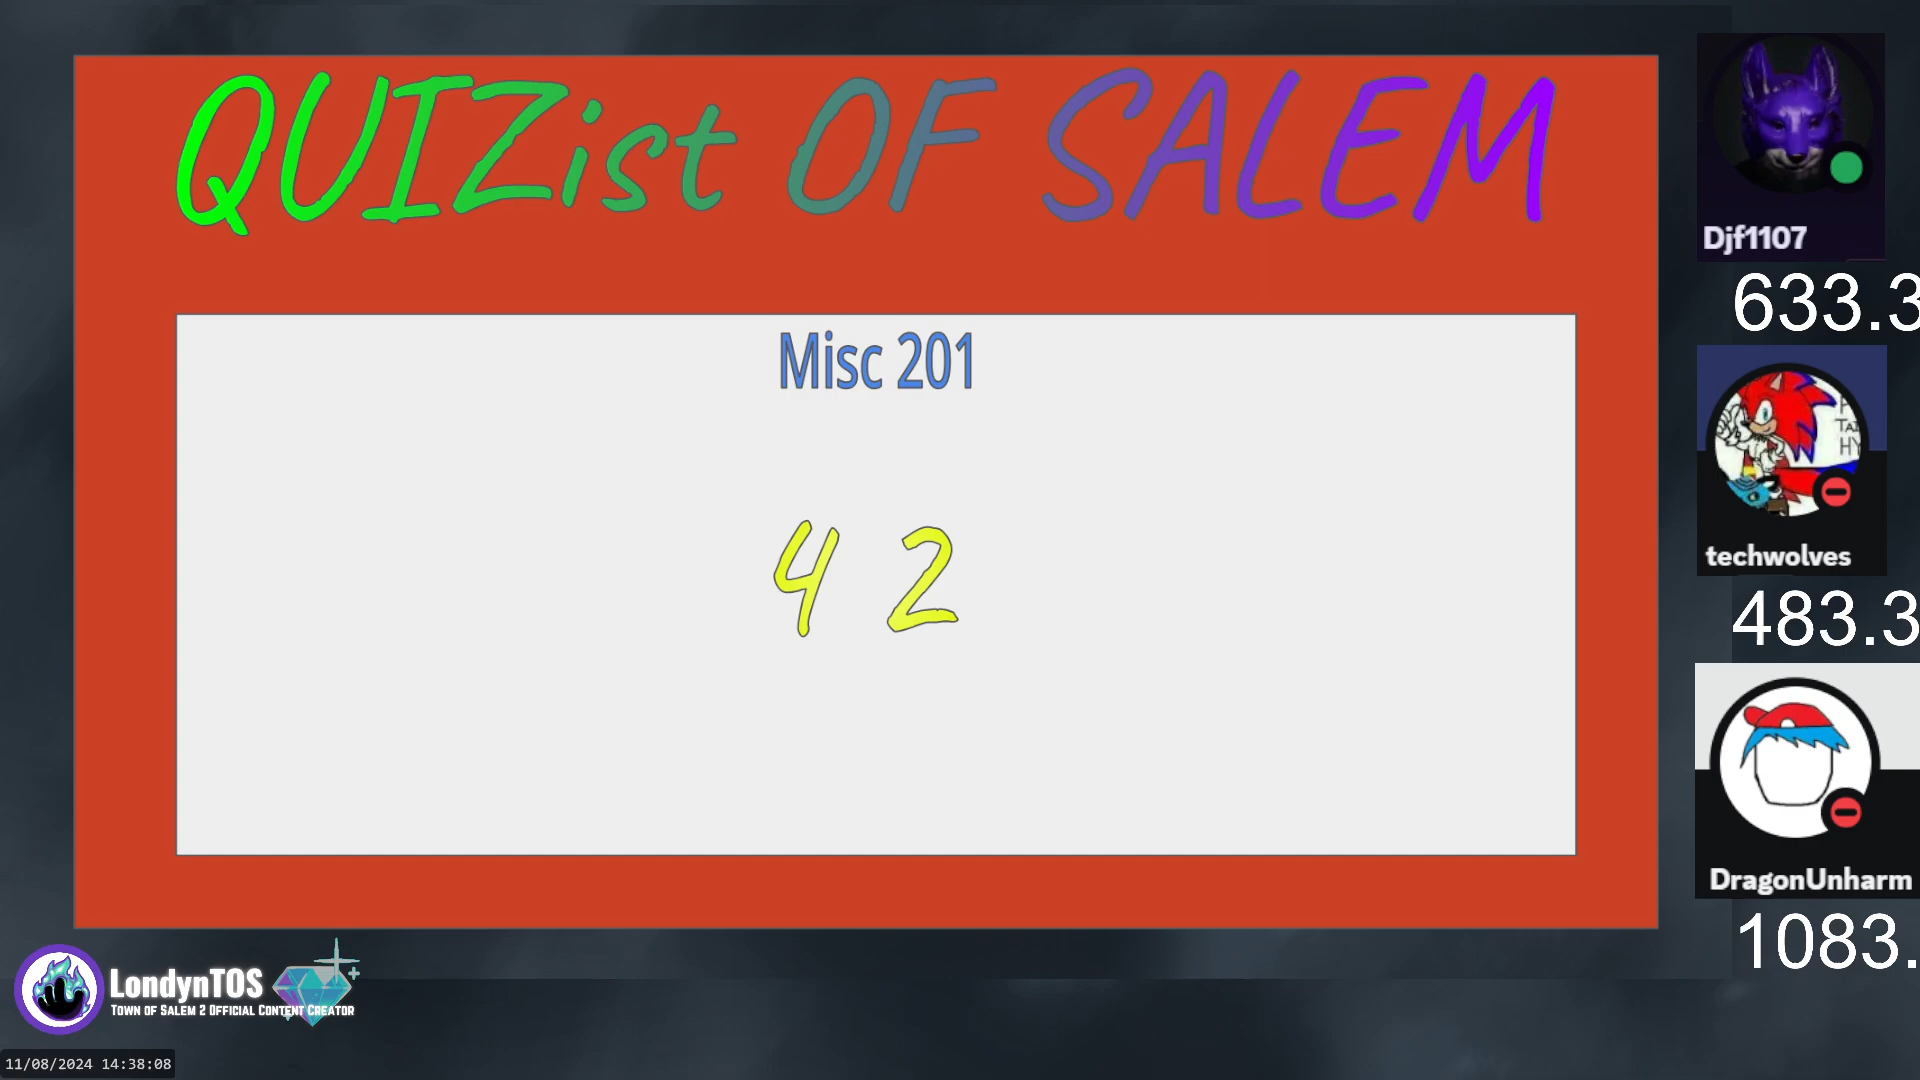 QUIZist OF SALEM
Misc 201
4 2
Djf1107
633.3
techwolves
483.3
DragonUnharm
1083.
LondynTOS
TOWN OF SALEM 2 OFFICIAL CONTENT CREATOR
11/08/2024 14:38:08